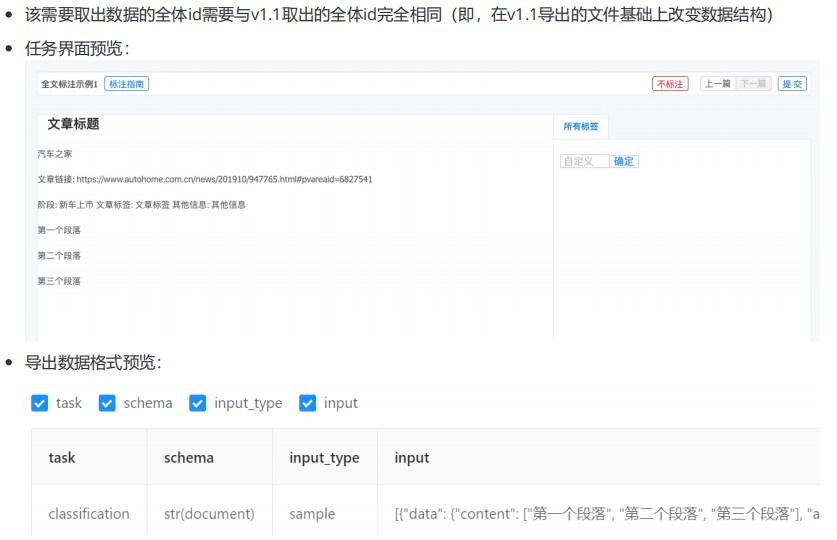 该需要取出数据的全体id需要与v1.1取出的全体id完全相同（即，在v1.1导出的文件基础上改变数据结构）
任务界面预览：
全文标注示例1 标注指南 不标注 上一篇 下一篇 提 交
文章标题 所有标签
汽车之家 自定义 确定
文章链接: https://www.autohome.com.cn/news/201910/947765.html#pvareaid=6827541
阶段: 新车上市 文章标签: 文章标签 其他信息: 其他信息
第一个段落
第二个段落
第三个段落
导出数据格式预览：
task schema input_type input
task schema input_type input
classification str(document) sample [{"data": {"content": ["第一个段落", "第二个段落", "第三个段落"], "a